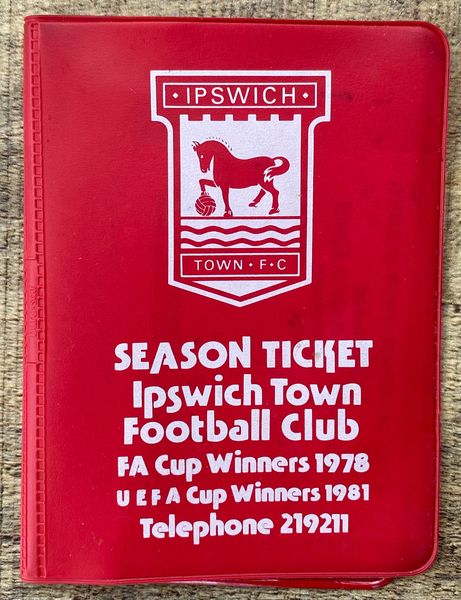 · IPSWICH ·
TOWN · F · C
SEASON TICKET
Ipswich Town
Football Club
FA Cup Winners 1978
U E F A Cup Winners 1981
Telephone 219211